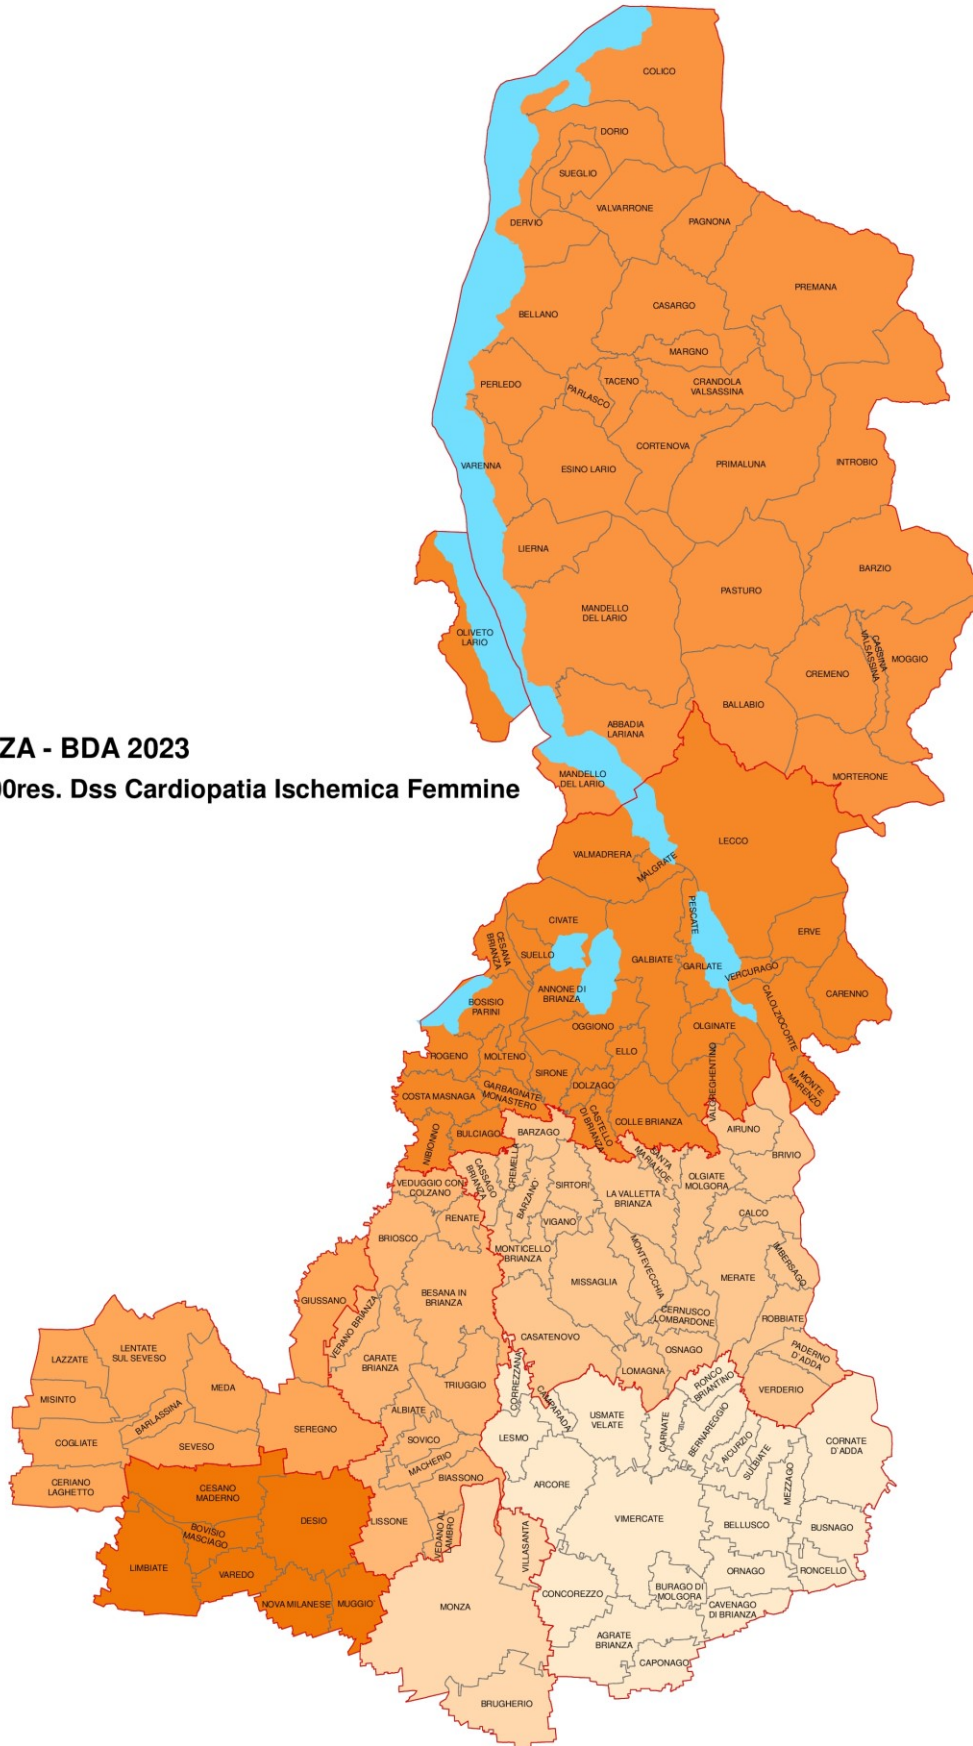 COLICO
DORIO
SUEGLIO
VALVARRONE
PAGNONA
DERVIO
PREMANA
BELLANO
CASARGO
MARGNO
PERLEDO
PARLASCO
TACENO
CRANDOLA
VALSASSINA
CORTENOVA
VARENNA
ESINO LARIO
PRIMALUNA
INTROBIO
LIERNA
BARZIO
PASTURO
MANDELLO
DEL LARIO
OLIVETO
LARIO
CREMENO
CASSINA
VALSASSINA
MOGGIO
BALLABIO
ABBADIA
LARIANA
ZA - BDA 2023
00res. Dss Cardiopatia Ischemica Femmine
MANDELLO
DEL LARIO
MORTERONE
LECCO
VALMADRERA
MALGRATE
PESCATE
CIVATE
ERVE
CESANA
BRIANZA
SUELLO
GALBIATE
GARLATE
VERCURAGO
ANNONE DI
BRIANZA
CARENNO
BOSISIO
PARINI
CALOLZIOCORTE
OGGIONO
OLGINATE
ROGENO
MOLTENO
ELLO
SIRONE
VALGREGHENTINO
DOLZAGO
MONTE
MARENZO
COSTA MASNAGA
GARBAGNATE
MONASTERO
CASTELLO
DI BRIANZA
COLLE BRIANZA
NIBIONNO
BULCIAGO
BARZAGO
AIRUNO
BRIVIO
CREMELLA
SANTA
MARIA HOE
CASSAGO
BRIANZA
VEDUGGIO CON
COLZANO
BARZANO'
SIRTORI
LA VALLETTA
BRIANZA
OLGIATE
MOLGORA
RENATE
VIGANO
CALCO
BRIOSCO
MONTICELLO
BRIANZA
MONTEVECCHIA
IMBERSAGO
MISSAGLIA
MERATE
GIUSSANO
BESANA IN
BRIANZA
VERANO BRIANZA
CERNUSCO
LOMBARDONE
ROBBIATE
CASATENOVO
LENTATE
SUL SEVESO
LAZZATE
OSNAGO
PADERNO
D'ADDA
CARATE
BRIANZA
CORREZZANA
LOMAGNA
MEDA
TRIUGGIO
RONCO
BRIANTINO
VERDERIO
MISINTO
BARLASSINA
ALBIATE
CAMPARADA
USMATE
VELATE
CARNATE
BERNAREGGIO
SEREGNO
COGLIATE
SEVESO
SOVICO
LESMO
AICURZIO
SULBIATE
CORNATE
D'ADDA
MACHERIO
BIASSONO
MEZZAGO
CERIANO
LAGHETTO
CESANO
MADERNO
ARCORE
DESIO
LISSONE
VEDANO AL
LAMBRO
VILLASANTA
VIMERCATE
BELLUSCO
BUSNAGO
BOVISIO
MASCIAGO
LIMBIATE
VAREDO
ORNAGO
RONCELLO
CONCOREZZO
BURAGO DI
MOLGORA
NOVA MILANESE
MUGGIO'
MONZA
CAVENAGO
DI BRIANZA
AGRATE
BRIANZA
CAPONAGO
BRUGHERIO